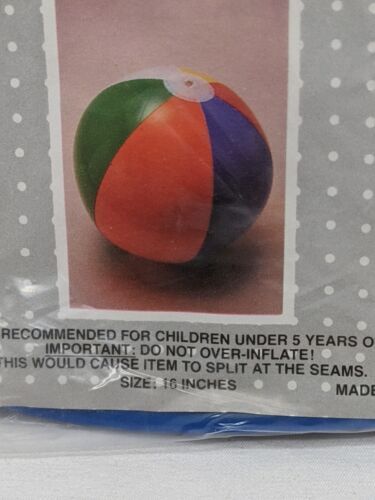 RECOMMENDED FOR CHILDREN UNDER 5 YEARS O
IMPORTANT: DO NOT OVER-INFLATE!
THIS WOULD CAUSE ITEM TO SPLIT AT THE SEAMS.
SIZE: 16 INCHES
MADE